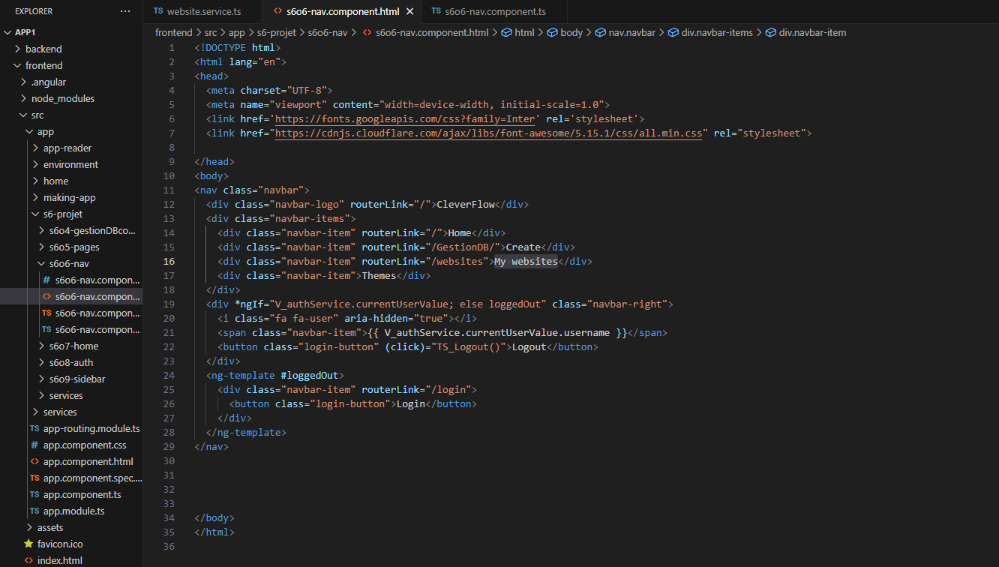 EXPLORER
···
APP1
backend
frontend
.angular
node_modules
src
app
app-reader
environment
home
making-app
s6-projet
s6o4-gestionDBco...
s6o5-pages
s6o6-nav
# s6o6-nav.compon...
<> s6o6-nav.compon...
TS s6o6-nav.compon...
TS s6o6-nav.compon...
s6o7-home
s6o8-auth
s6o9-sidebar
services
services
TS app-routing.module.ts
# app.component.css
<> app.component.html
TS app.component.spec....
TS app.component.ts
TS app.module.ts
assets
favicon.ico
<> index.html
TS website.service.ts
<> s6o6-nav.component.html ×
TS s6o6-nav.component.ts
frontend > src > app > s6-projet > s6o6-nav > <> s6o6-nav.component.html > html > body > nav.navbar > div.navbar-items > div.navbar-item
1 <!DOCTYPE html>
2 <html lang="en">
3 <head>
4 <meta charset="UTF-8">
5 <meta name="viewport" content="width=device-width, initial-scale=1.0">
6 <link href='https://fonts.googleapis.com/css?family=Inter' rel='stylesheet'>
7 <link href="https://cdnjs.cloudflare.com/ajax/libs/font-awesome/5.15.1/css/all.min.css" rel="stylesheet">
8
9 </head>
10 <body>
11 <nav class="navbar">
12 <div class="navbar-logo" routerLink="/">CleverFlow</div>
13 <div class="navbar-items">
14 <div class="navbar-item" routerLink="/">Home</div>
15 <div class="navbar-item" routerLink="/GestionDB/">Create</div>
16 <div class="navbar-item" routerLink="/websites">My websites</div>
17 <div class="navbar-item">Themes</div>
18 </div>
19 <div *ngIf="V_authService.currentUserValue; else loggedOut" class="navbar-right">
20 <i class="fa fa-user" aria-hidden="true"></i>
21 <span class="navbar-item">{{ V_authService.currentUserValue.username }}</span>
22 <button class="login-button" (click)="TS_Logout()">Logout</button>
23 </div>
24 <ng-template #loggedOut>
25 <div class="navbar-item" routerLink="/login">
26 <button class="login-button">Login</button>
27 </div>
28 </ng-template>
29 </nav>
30
31
32
33
34 </body>
35 </html>
36